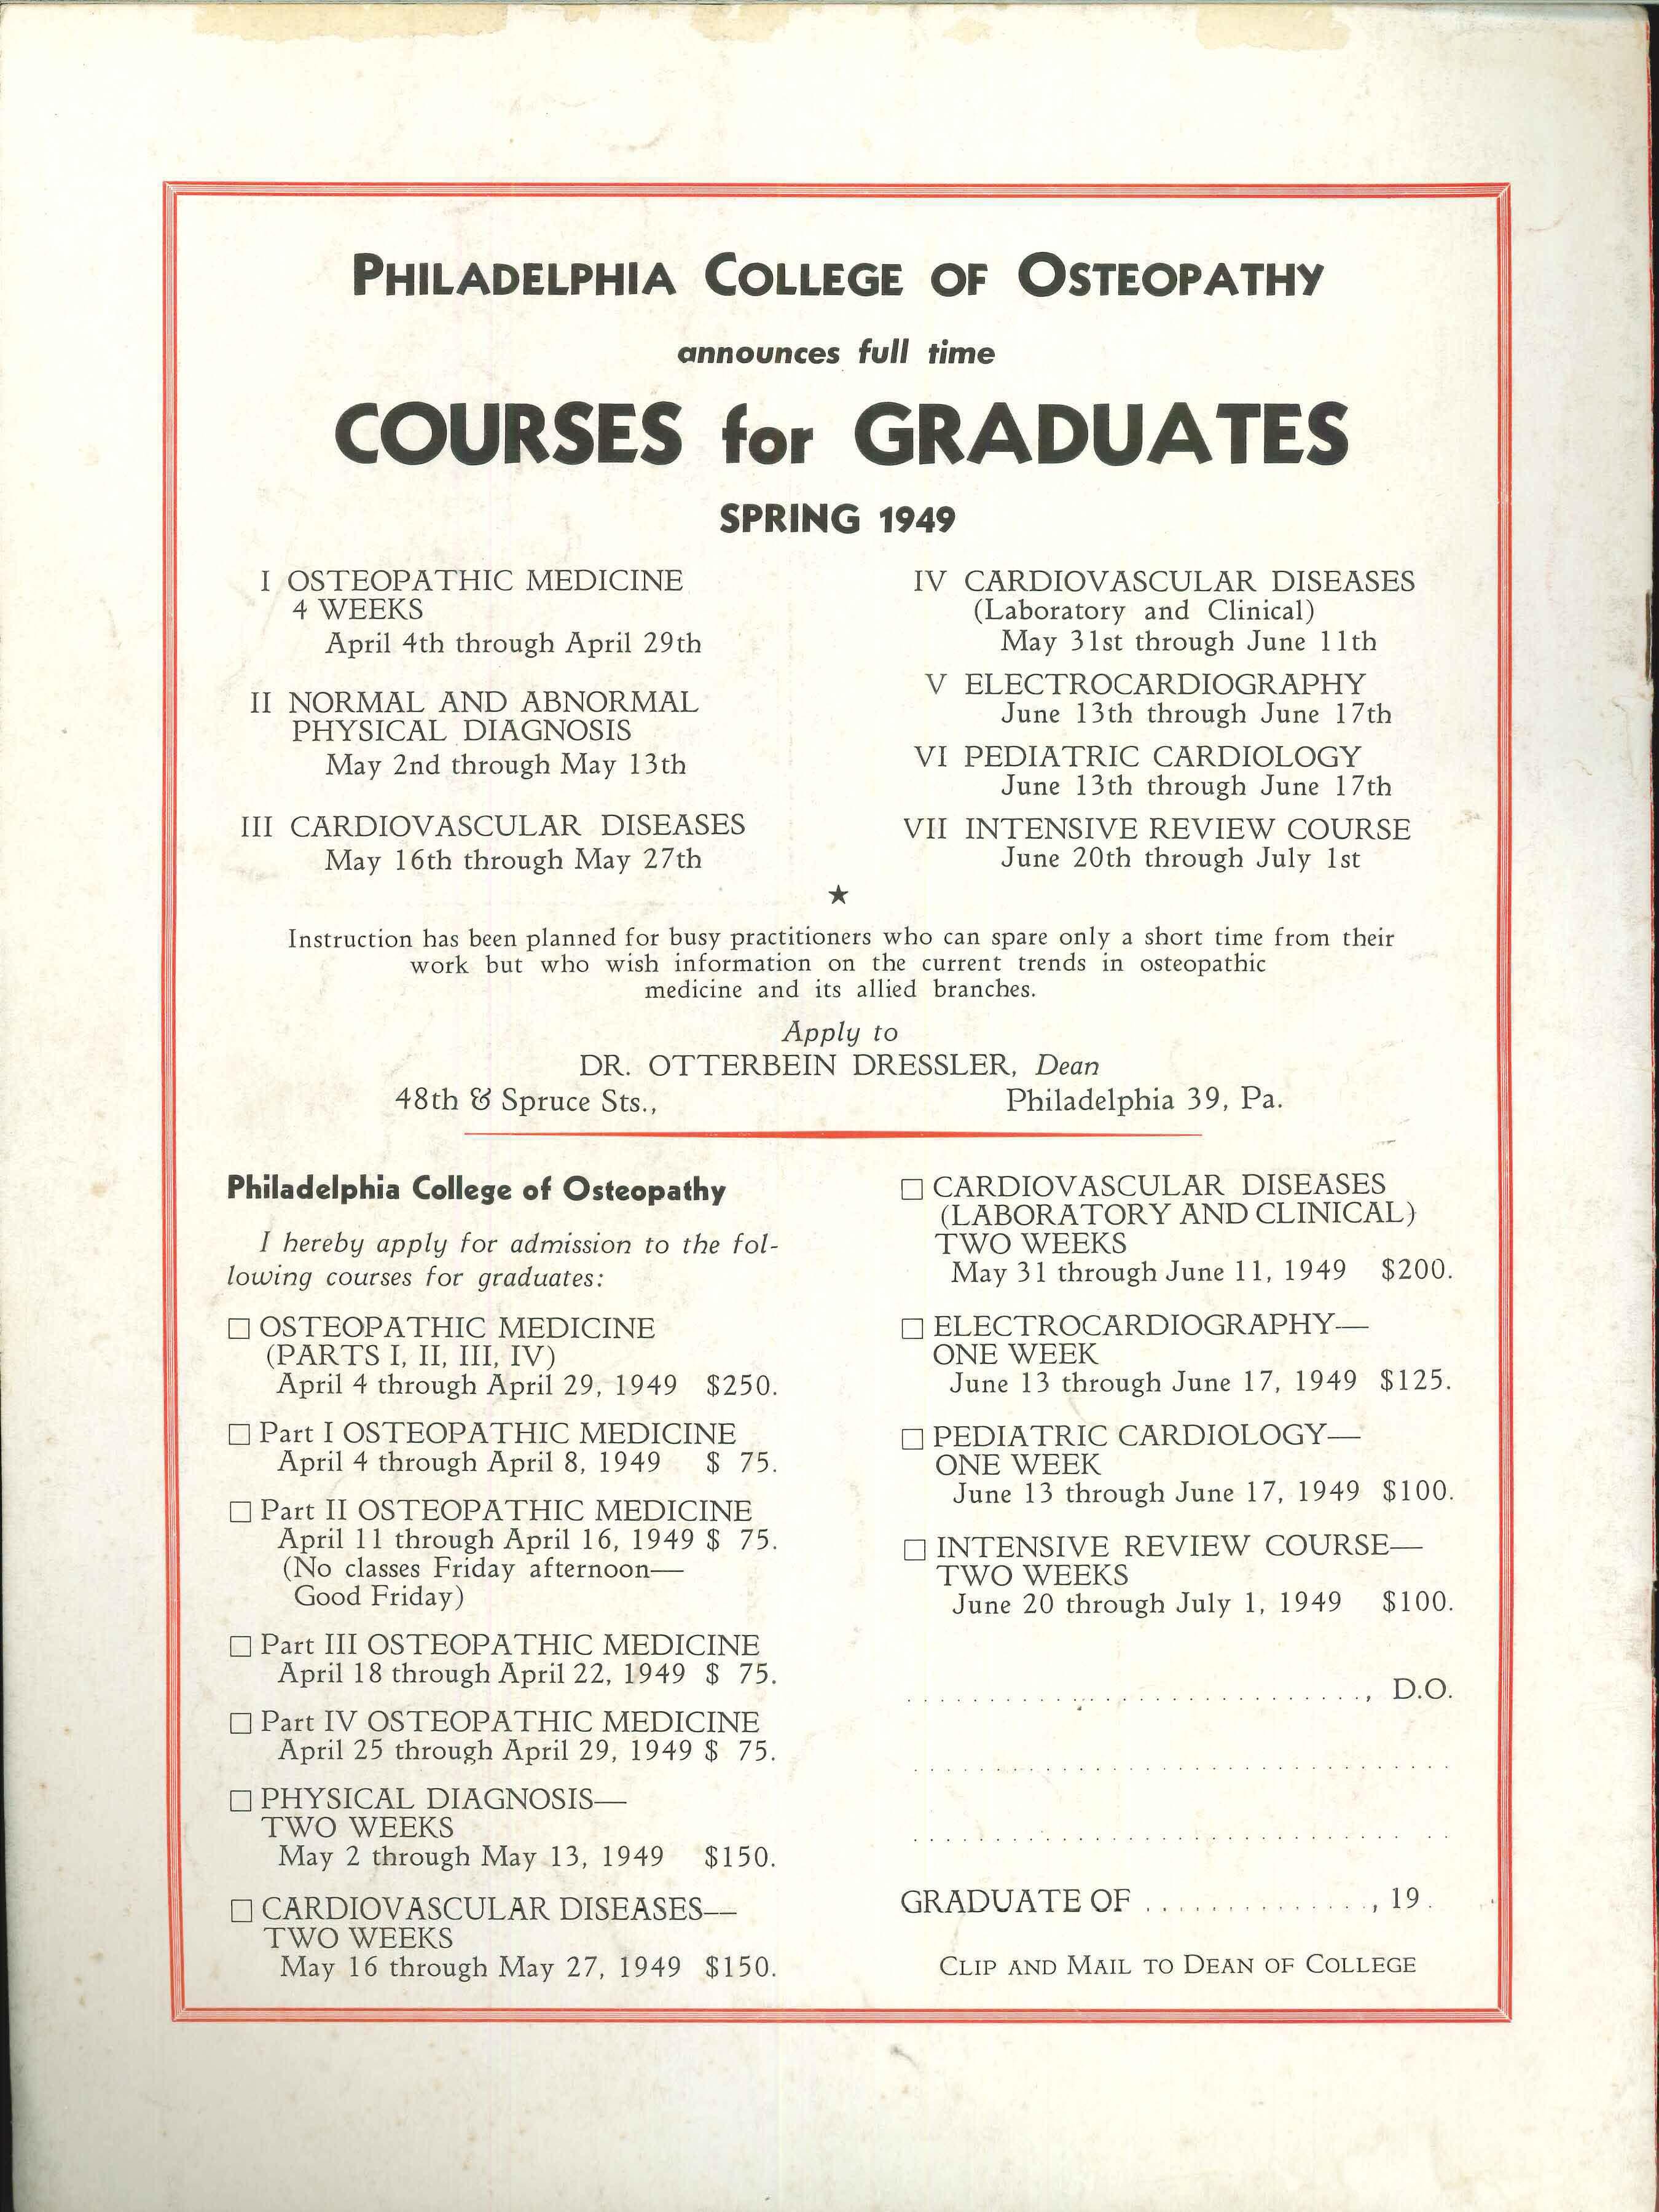 PHILADELPHIA COLLEGE OF OSTEOPATHY
announces full time
COURSES for GRADUATES
SPRING 1949
I OSTEOPATHIC MEDICINE
4 WEEKS
April 4th through April 29th
II NORMAL AND ABNORMAL
PHYSICAL DIAGNOSIS
May 2nd through May 13th
III CARDIOVASCULAR DISEASES
May 16th through May 27th
IV CARDIOVASCULAR DISEASES
(Laboratory and Clinical)
May 31st through June 11th
V ELECTROCARDIOGRAPHY
June 13th through June 17th
VI PEDIATRIC CARDIOLOGY
June 13th through June 17th
VII INTENSIVE REVIEW COURSE
June 20th through July 1st
★
Instruction has been planned for busy practitioners who can spare only a short time from their
work but who wish information on the current trends in osteopathic
medicine and its allied branches.
Apply to
DR. OTTERBEIN DRESSLER, Dean
48th & Spruce Sts., Philadelphia 39, Pa.
Philadelphia College of Osteopathy
I hereby apply for admission to the fol-
lowing courses for graduates:
□ OSTEOPATHIC MEDICINE
(PARTS I, II, III, IV)
April 4 through April 29, 1949 $250.
□ Part I OSTEOPATHIC MEDICINE
April 4 through April 8, 1949 $ 75.
□ Part II OSTEOPATHIC MEDICINE
April 11 through April 16, 1949 $ 75.
(No classes Friday afternoon—
Good Friday)
□ Part III OSTEOPATHIC MEDICINE
April 18 through April 22, 1949 $ 75.
□ Part IV OSTEOPATHIC MEDICINE
April 25 through April 29, 1949 $ 75.
□ PHYSICAL DIAGNOSIS—
TWO WEEKS
May 2 through May 13, 1949 $150.
□ CARDIOVASCULAR DISEASES—
TWO WEEKS
May 16 through May 27, 1949 $150.
□ CARDIOVASCULAR DISEASES
(LABORATORY AND CLINICAL)
TWO WEEKS
May 31 through June 11, 1949 $200.
□ ELECTROCARDIOGRAPHY—
ONE WEEK
June 13 through June 17, 1949 $125.
□ PEDIATRIC CARDIOLOGY—
ONE WEEK
June 13 through June 17, 1949 $100.
□ INTENSIVE REVIEW COURSE—
TWO WEEKS
June 20 through July 1, 1949 $100.
............................, D.O.
................................
................................
GRADUATE OF .............., 19.
CLIP AND MAIL TO DEAN OF COLLEGE